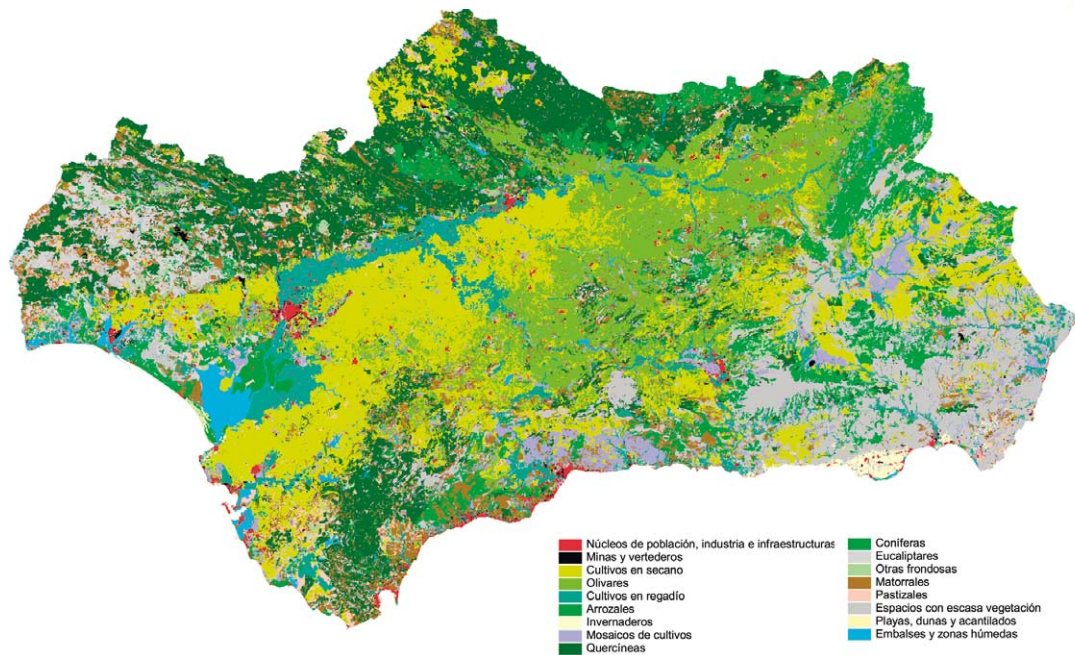 Núcleos de población, industria e infraestructuras
Minas y vertederos
Cultivos en secano
Olivares
Cultivos en regadío
Arrozales
Invernaderos
Mosaicos de cultivos
Quercíneas
Coníferas
Eucaliptares
Otras frondosas
Matorrales
Pastizales
Espacios con escasa vegetación
Playas, dunas y acantilados
Embalses y zonas húmedas